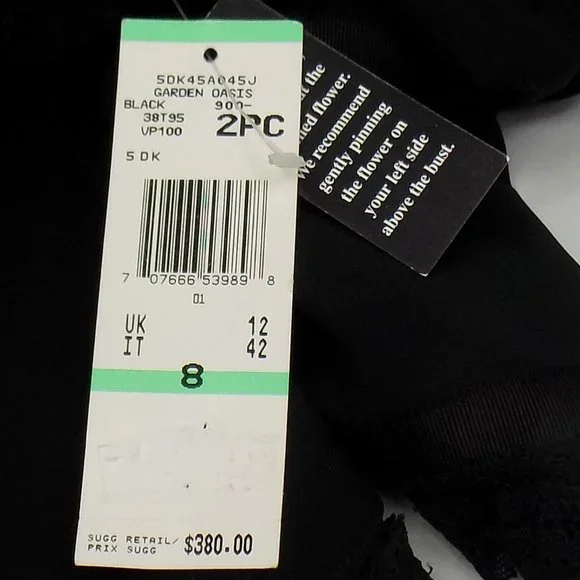 5DK45A045J
GARDEN OASIS
BLACK 900-
38T95
VP100 2PC
5DK
7 07666 53989 8
01
UK 12
IT 42
8
SUGG RETAIL/
PRIX SUGG $380.00
the
flower.
We recommend
gently pinning
the flower on
your left side
above the bust.